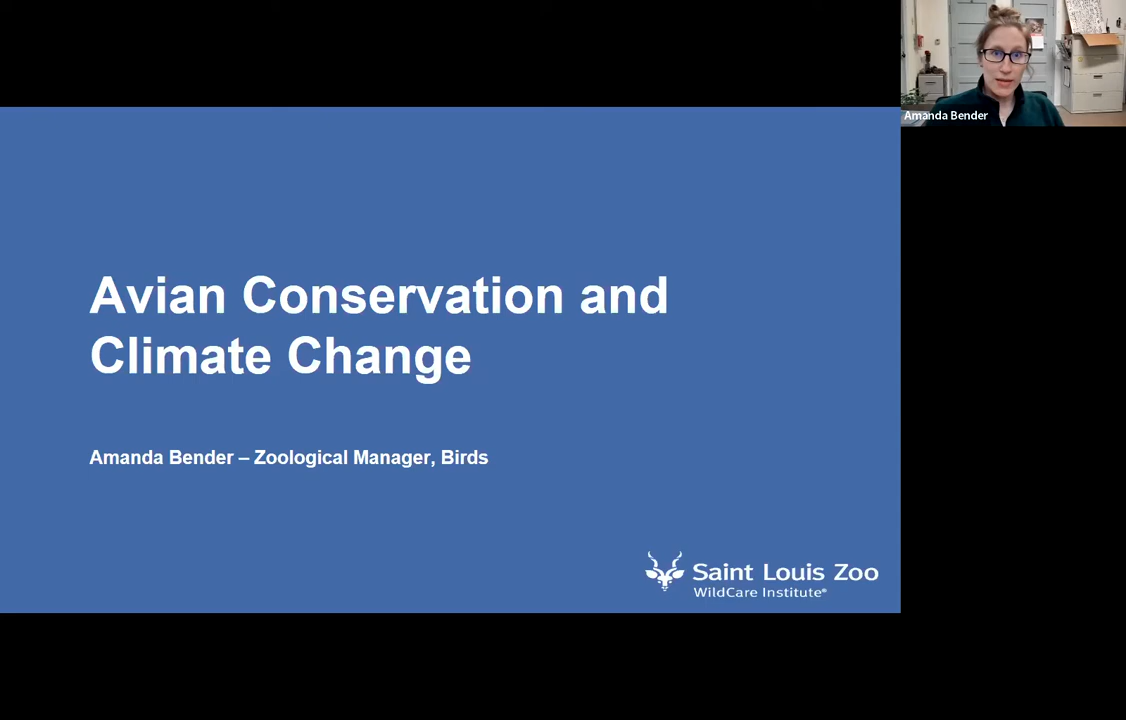 Amanda Bender
Avian Conservation and
Climate Change
Amanda Bender – Zoological Manager, Birds
Saint Louis Zoo
WildCare Institute®